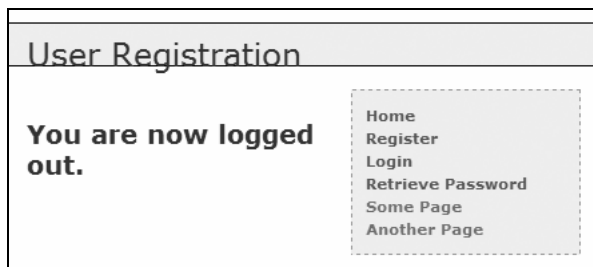 User Registration
You are now logged
out.
Home
Register
Login
Retrieve Password
Some Page
Another Page